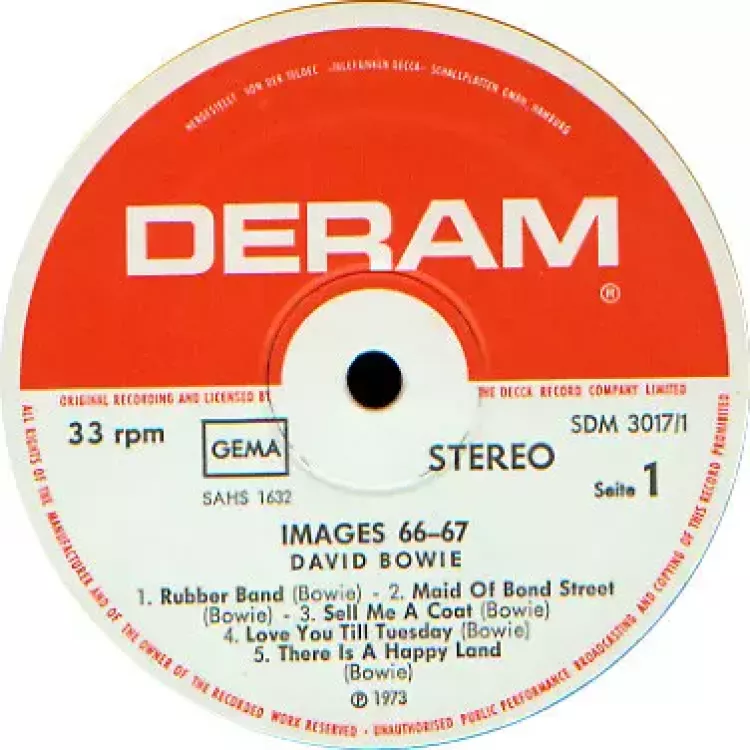 HERGESTELLT VON DER TELDEC »TELEFUNKEN DECCA« SCHALLPLATTEN GMBH, HAMBURG
DERAM
®
ORIGINAL RECORDING AND LICENSED BY THE DECCA RECORD COMPANY LIMITED
33 rpm
GEMA
STEREO
SDM 3017/1
SAHS 1632
Seite 1
IMAGES 66–67
DAVID BOWIE
1. Rubber Band (Bowie) - 2. Maid Of Bond Street
(Bowie) - 3. Sell Me A Coat (Bowie)
4. Love You Till Tuesday (Bowie)
5. There Is A Happy Land
(Bowie)
℗ 1973
ALL RIGHTS OF THE MANUFACTURER AND OF THE OWNER OF THE RECORDED WORK RESERVED - UNAUTHORISED PUBLIC PERFORMANCE BROADCASTING AND COPYING OF THIS RECORD PROHIBITED